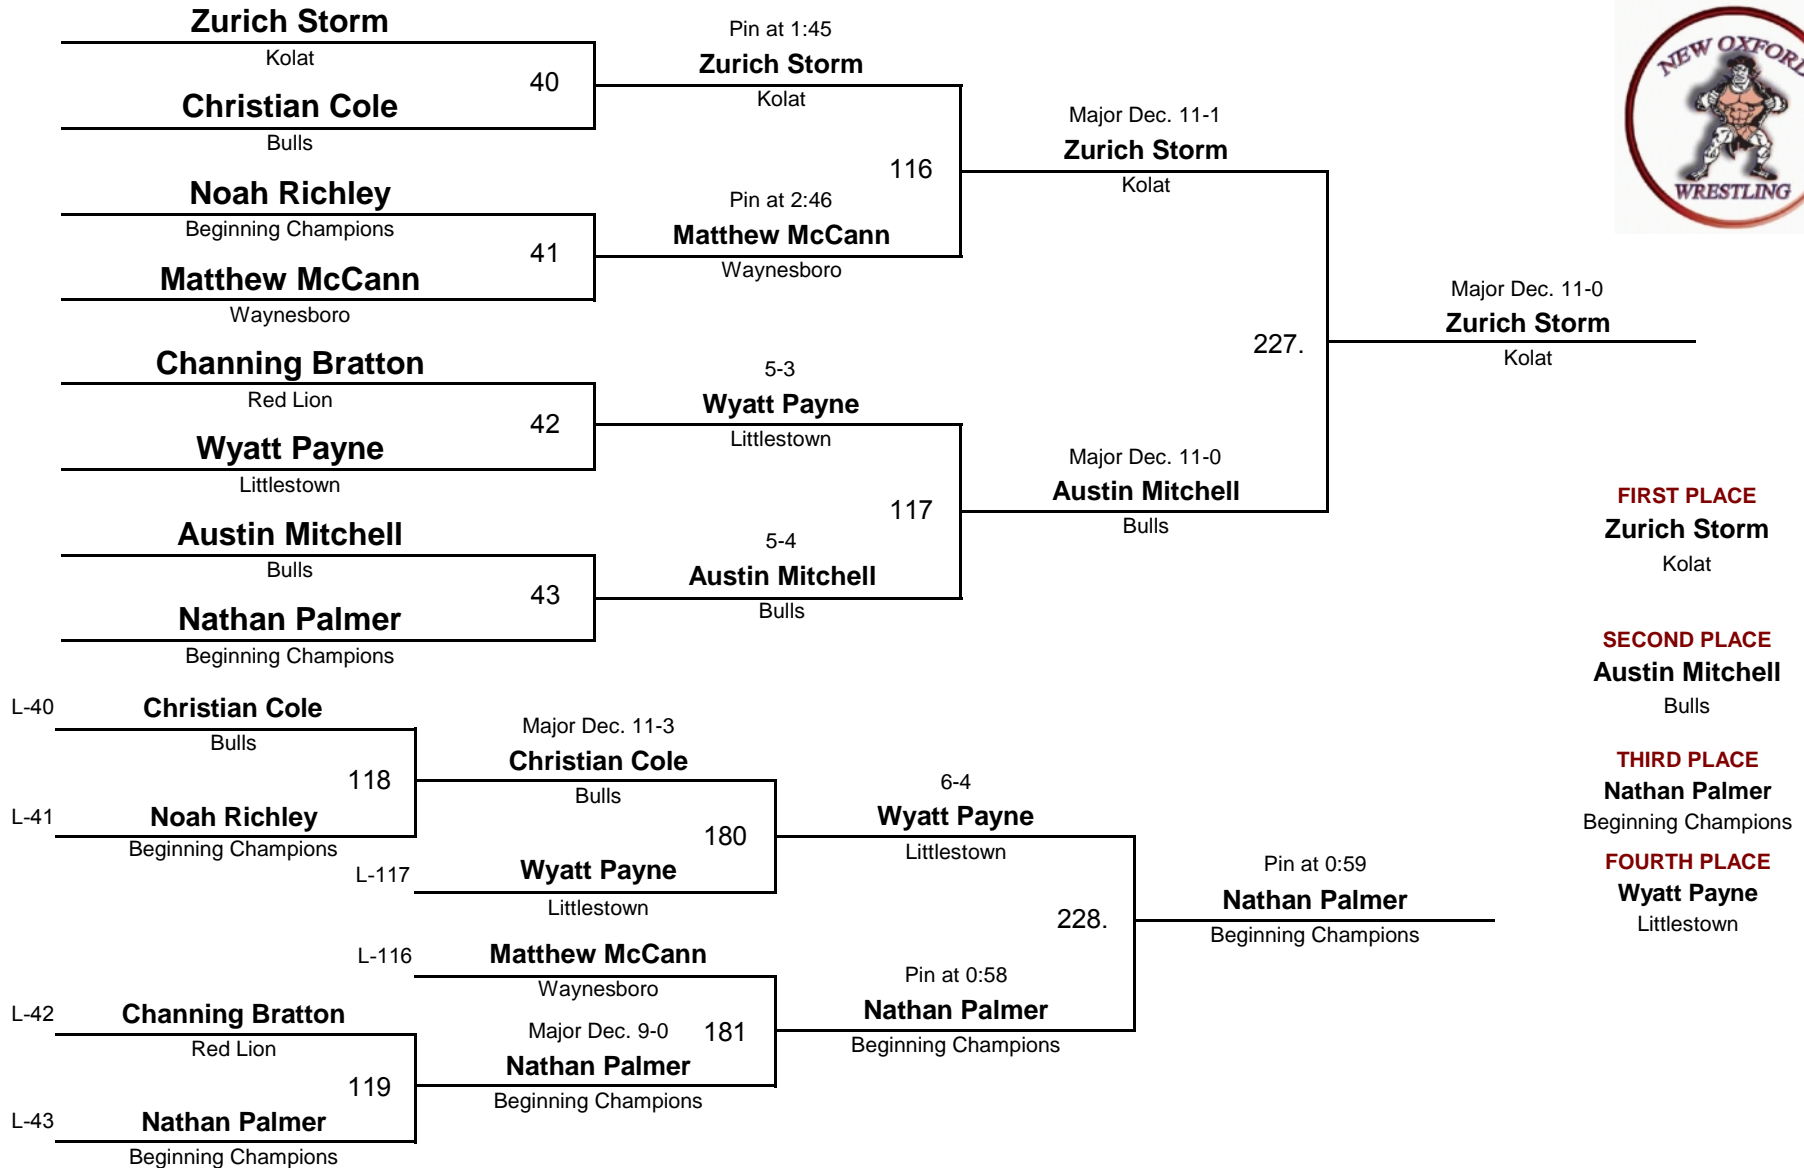 Zurich Storm
Kolat
40
Christian Cole
Bulls
Noah Richley
Beginning Champions
41
Matthew McCann
Waynesboro
Channing Bratton
Red Lion
42
Wyatt Payne
Littlestown
Austin Mitchell
Bulls
43
Nathan Palmer
Beginning Champions
Pin at 1:45
Zurich Storm
Kolat
116
Pin at 2:46
Matthew McCann
Waynesboro
5-3
Wyatt Payne
Littlestown
117
5-4
Austin Mitchell
Bulls
Major Dec. 11-1
Zurich Storm
Kolat
227.
Major Dec. 11-0
Austin Mitchell
Bulls
Major Dec. 11-0
Zurich Storm
Kolat
NEW OXFORD
WRESTLING
FIRST PLACE
Zurich Storm
Kolat
SECOND PLACE
Austin Mitchell
Bulls
THIRD PLACE
Nathan Palmer
Beginning Champions
FOURTH PLACE
Wyatt Payne
Littlestown
L-40
Christian Cole
Bulls
118
L-41
Noah Richley
Beginning Champions
Major Dec. 11-3
Christian Cole
Bulls
180
L-117
Wyatt Payne
Littlestown
L-116
Matthew McCann
Waynesboro
L-42
Channing Bratton
Red Lion
119
L-43
Nathan Palmer
Beginning Champions
Major Dec. 9-0
181
Nathan Palmer
Beginning Champions
6-4
Wyatt Payne
Littlestown
228.
Pin at 0:58
Nathan Palmer
Beginning Champions
Pin at 0:59
Nathan Palmer
Beginning Champions